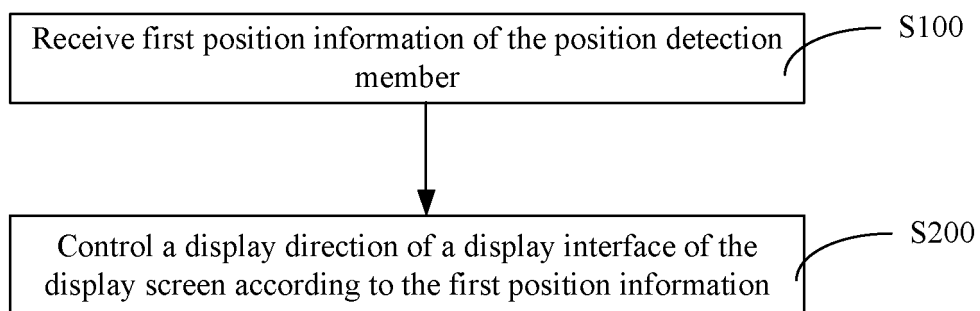 Receive first position information of the position detection
member
S100
Control a display direction of a display interface of the
display screen according to the first position information
S200